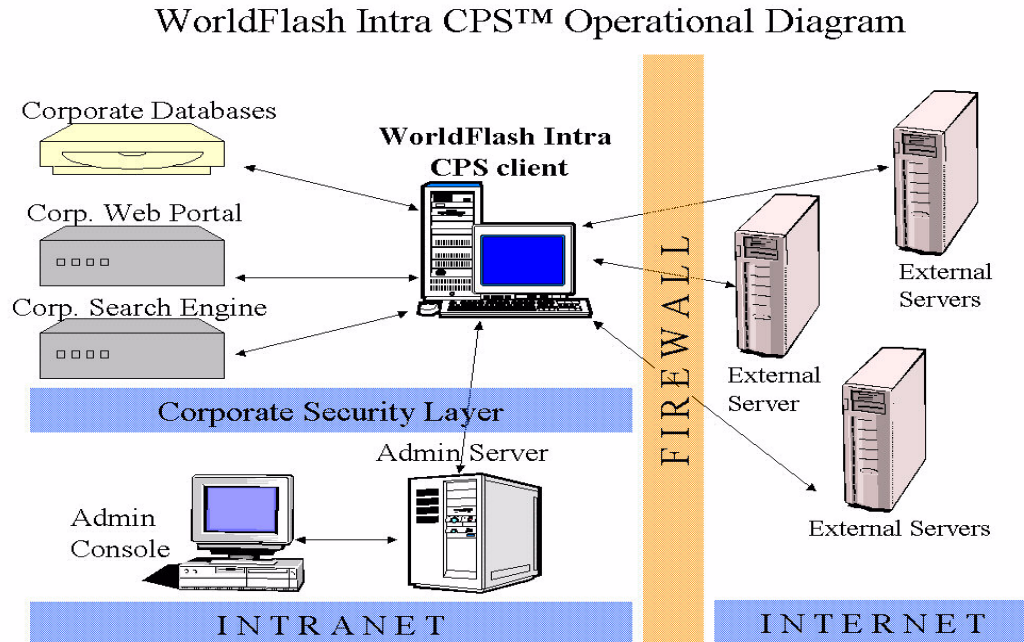 WorldFlash Intra CPS™ Operational Diagram
Corporate Databases
WorldFlash Intra
CPS client
Corp. Web Portal
Corp. Search Engine
Corporate Security Layer
Admin Server
Admin
Console
INTRANET
FIREWALL
External
Servers
External
Server
External Servers
INTERNET